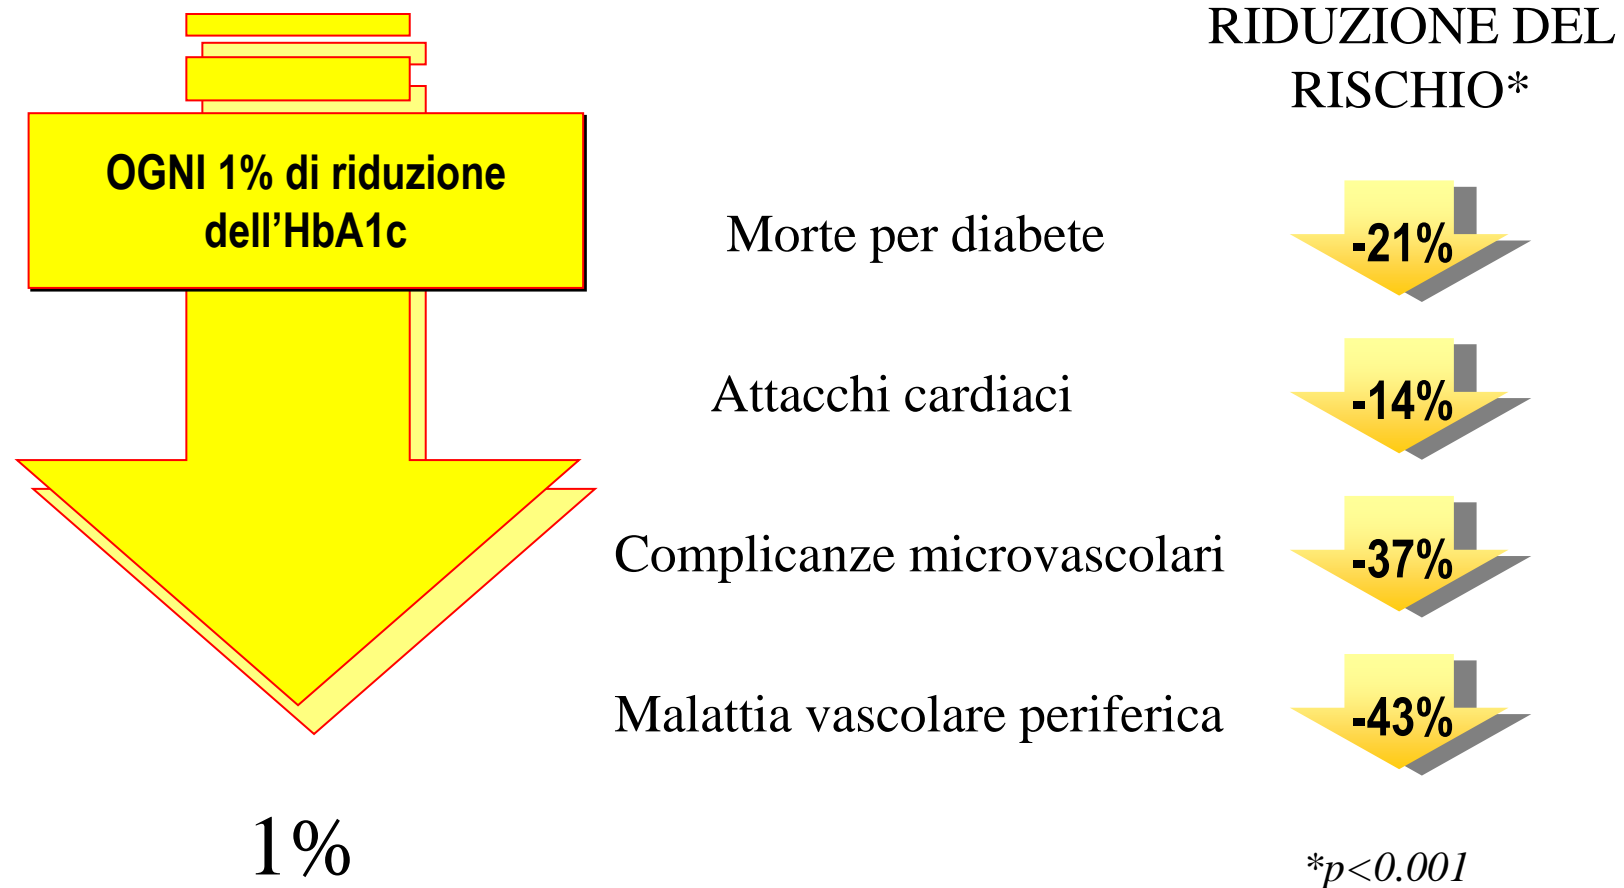 RIDUZIONE DEL
RISCHIO*
OGNI 1% di riduzione
dell’HbA1c
Morte per diabete
-21%
Attacchi cardiaci
-14%
Complicanze microvascolari
-37%
Malattia vascolare periferica
-43%
1%
*p<0.001